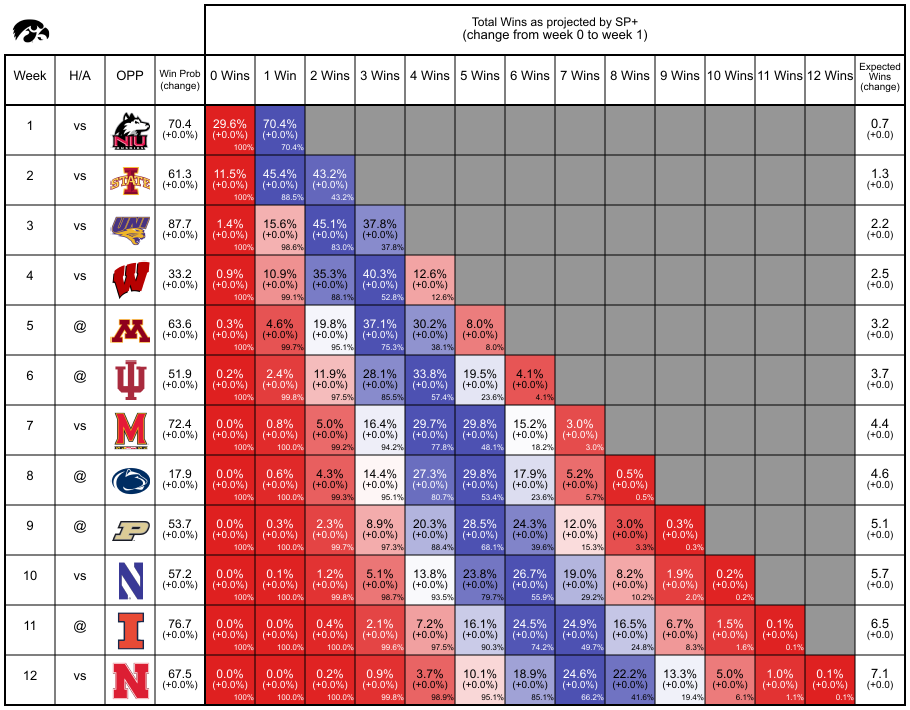 Total Wins as projected by SP+
(change from week 0 to week 1)
Week H/A OPP Win Prob (change) 0 Wins 1 Win 2 Wins 3 Wins 4 Wins 5 Wins 6 Wins 7 Wins 8 Wins 9 Wins 10 Wins 11 Wins 12 Wins Expected Wins (change)
1 vs NIU 70.4 29.6% 70.4% 0.7
HUSKIES
(+0.0%) (+0.0%) (+0.0%) (+0.0)
100% 70.4%
2 vs I STATE 61.3 11.5% 45.4% 43.2% 1.3
(+0.0%) (+0.0%) (+0.0%) (+0.0%) (+0.0)
100% 88.5% 43.2%
3 vs UNI 87.7 1.4% 15.6% 45.1% 37.8% 2.2
(+0.0%) (+0.0%) (+0.0%) (+0.0%) (+0.0%) (+0.0)
100% 98.6% 83.0% 37.8%
4 vs W 33.2 0.9% 10.9% 35.3% 40.3% 12.6% 2.5
(+0.0%) (+0.0%) (+0.0%) (+0.0%) (+0.0%) (+0.0%) (+0.0)
100% 99.1% 88.1% 52.8% 12.6%
5 @ M 63.6 0.3% 4.6% 19.8% 37.1% 30.2% 8.0% 3.2
(+0.0%) (+0.0%) (+0.0%) (+0.0%) (+0.0%) (+0.0%) (+0.0%) (+0.0)
100% 99.7% 95.1% 75.3% 38.1% 8.0%
6 @ IU 51.9 0.2% 2.4% 11.9% 28.1% 33.8% 19.5% 4.1% 3.7
(+0.0%) (+0.0%) (+0.0%) (+0.0%) (+0.0%) (+0.0%) (+0.0%) (+0.0%) (+0.0)
100% 99.8% 97.5% 85.5% 57.4% 23.6% 4.1%
7 vs M 72.4 0.0% 0.8% 5.0% 16.4% 29.7% 29.8% 15.2% 3.0% 4.4
(+0.0%) (+0.0%) (+0.0%) (+0.0%) (+0.0%) (+0.0%) (+0.0%) (+0.0%) (+0.0%) (+0.0)
100% 100.0% 99.2% 94.2% 77.8% 48.1% 18.2% 3.0%
8 @ 17.9 0.0% 0.6% 4.3% 14.4% 27.3% 29.8% 17.9% 5.2% 0.5% 4.6
(+0.0%) (+0.0%) (+0.0%) (+0.0%) (+0.0%) (+0.0%) (+0.0%) (+0.0%) (+0.0%) (+0.0%) (+0.0)
100% 100.0% 99.3% 95.1% 80.7% 53.4% 23.6% 5.7% 0.5%
9 @ P 53.7 0.0% 0.3% 2.3% 8.9% 20.3% 28.5% 24.3% 12.0% 3.0% 0.3% 5.1
(+0.0%) (+0.0%) (+0.0%) (+0.0%) (+0.0%) (+0.0%) (+0.0%) (+0.0%) (+0.0%) (+0.0%) (+0.0%) (+0.0)
100% 100.0% 99.7% 97.3% 88.4% 68.1% 39.6% 15.3% 3.3% 0.3%
10 vs N 57.2 0.0% 0.1% 1.2% 5.1% 13.8% 23.8% 26.7% 19.0% 8.2% 1.9% 0.2% 5.7
(+0.0%) (+0.0%) (+0.0%) (+0.0%) (+0.0%) (+0.0%) (+0.0%) (+0.0%) (+0.0%) (+0.0%) (+0.0%) (+0.0%) (+0.0)
100% 100.0% 99.8% 98.7% 93.5% 79.7% 55.9% 29.2% 10.2% 2.0% 0.2%
11 @ I 76.7 0.0% 0.0% 0.4% 2.1% 7.2% 16.1% 24.5% 24.9% 16.5% 6.7% 1.5% 0.1% 6.5
(+0.0%) (+0.0%) (+0.0%) (+0.0%) (+0.0%) (+0.0%) (+0.0%) (+0.0%) (+0.0%) (+0.0%) (+0.0%) (+0.0%) (+0.0%) (+0.0)
100% 100.0% 100.0% 99.6% 97.5% 90.3% 74.2% 49.7% 24.8% 8.3% 1.6% 0.1%
12 vs N 67.5 0.0% 0.0% 0.2% 0.9% 3.7% 10.1% 18.9% 24.6% 22.2% 13.3% 5.0% 1.0% 0.1% 7.1
(+0.0%) (+0.0%) (+0.0%) (+0.0%) (+0.0%) (+0.0%) (+0.0%) (+0.0%) (+0.0%) (+0.0%) (+0.0%) (+0.0%) (+0.0%) (+0.0%) (+0.0)
100% 100.0% 100.0% 99.8% 98.9% 95.1% 85.1% 66.2% 41.6% 19.4% 6.1% 1.1% 0.1%